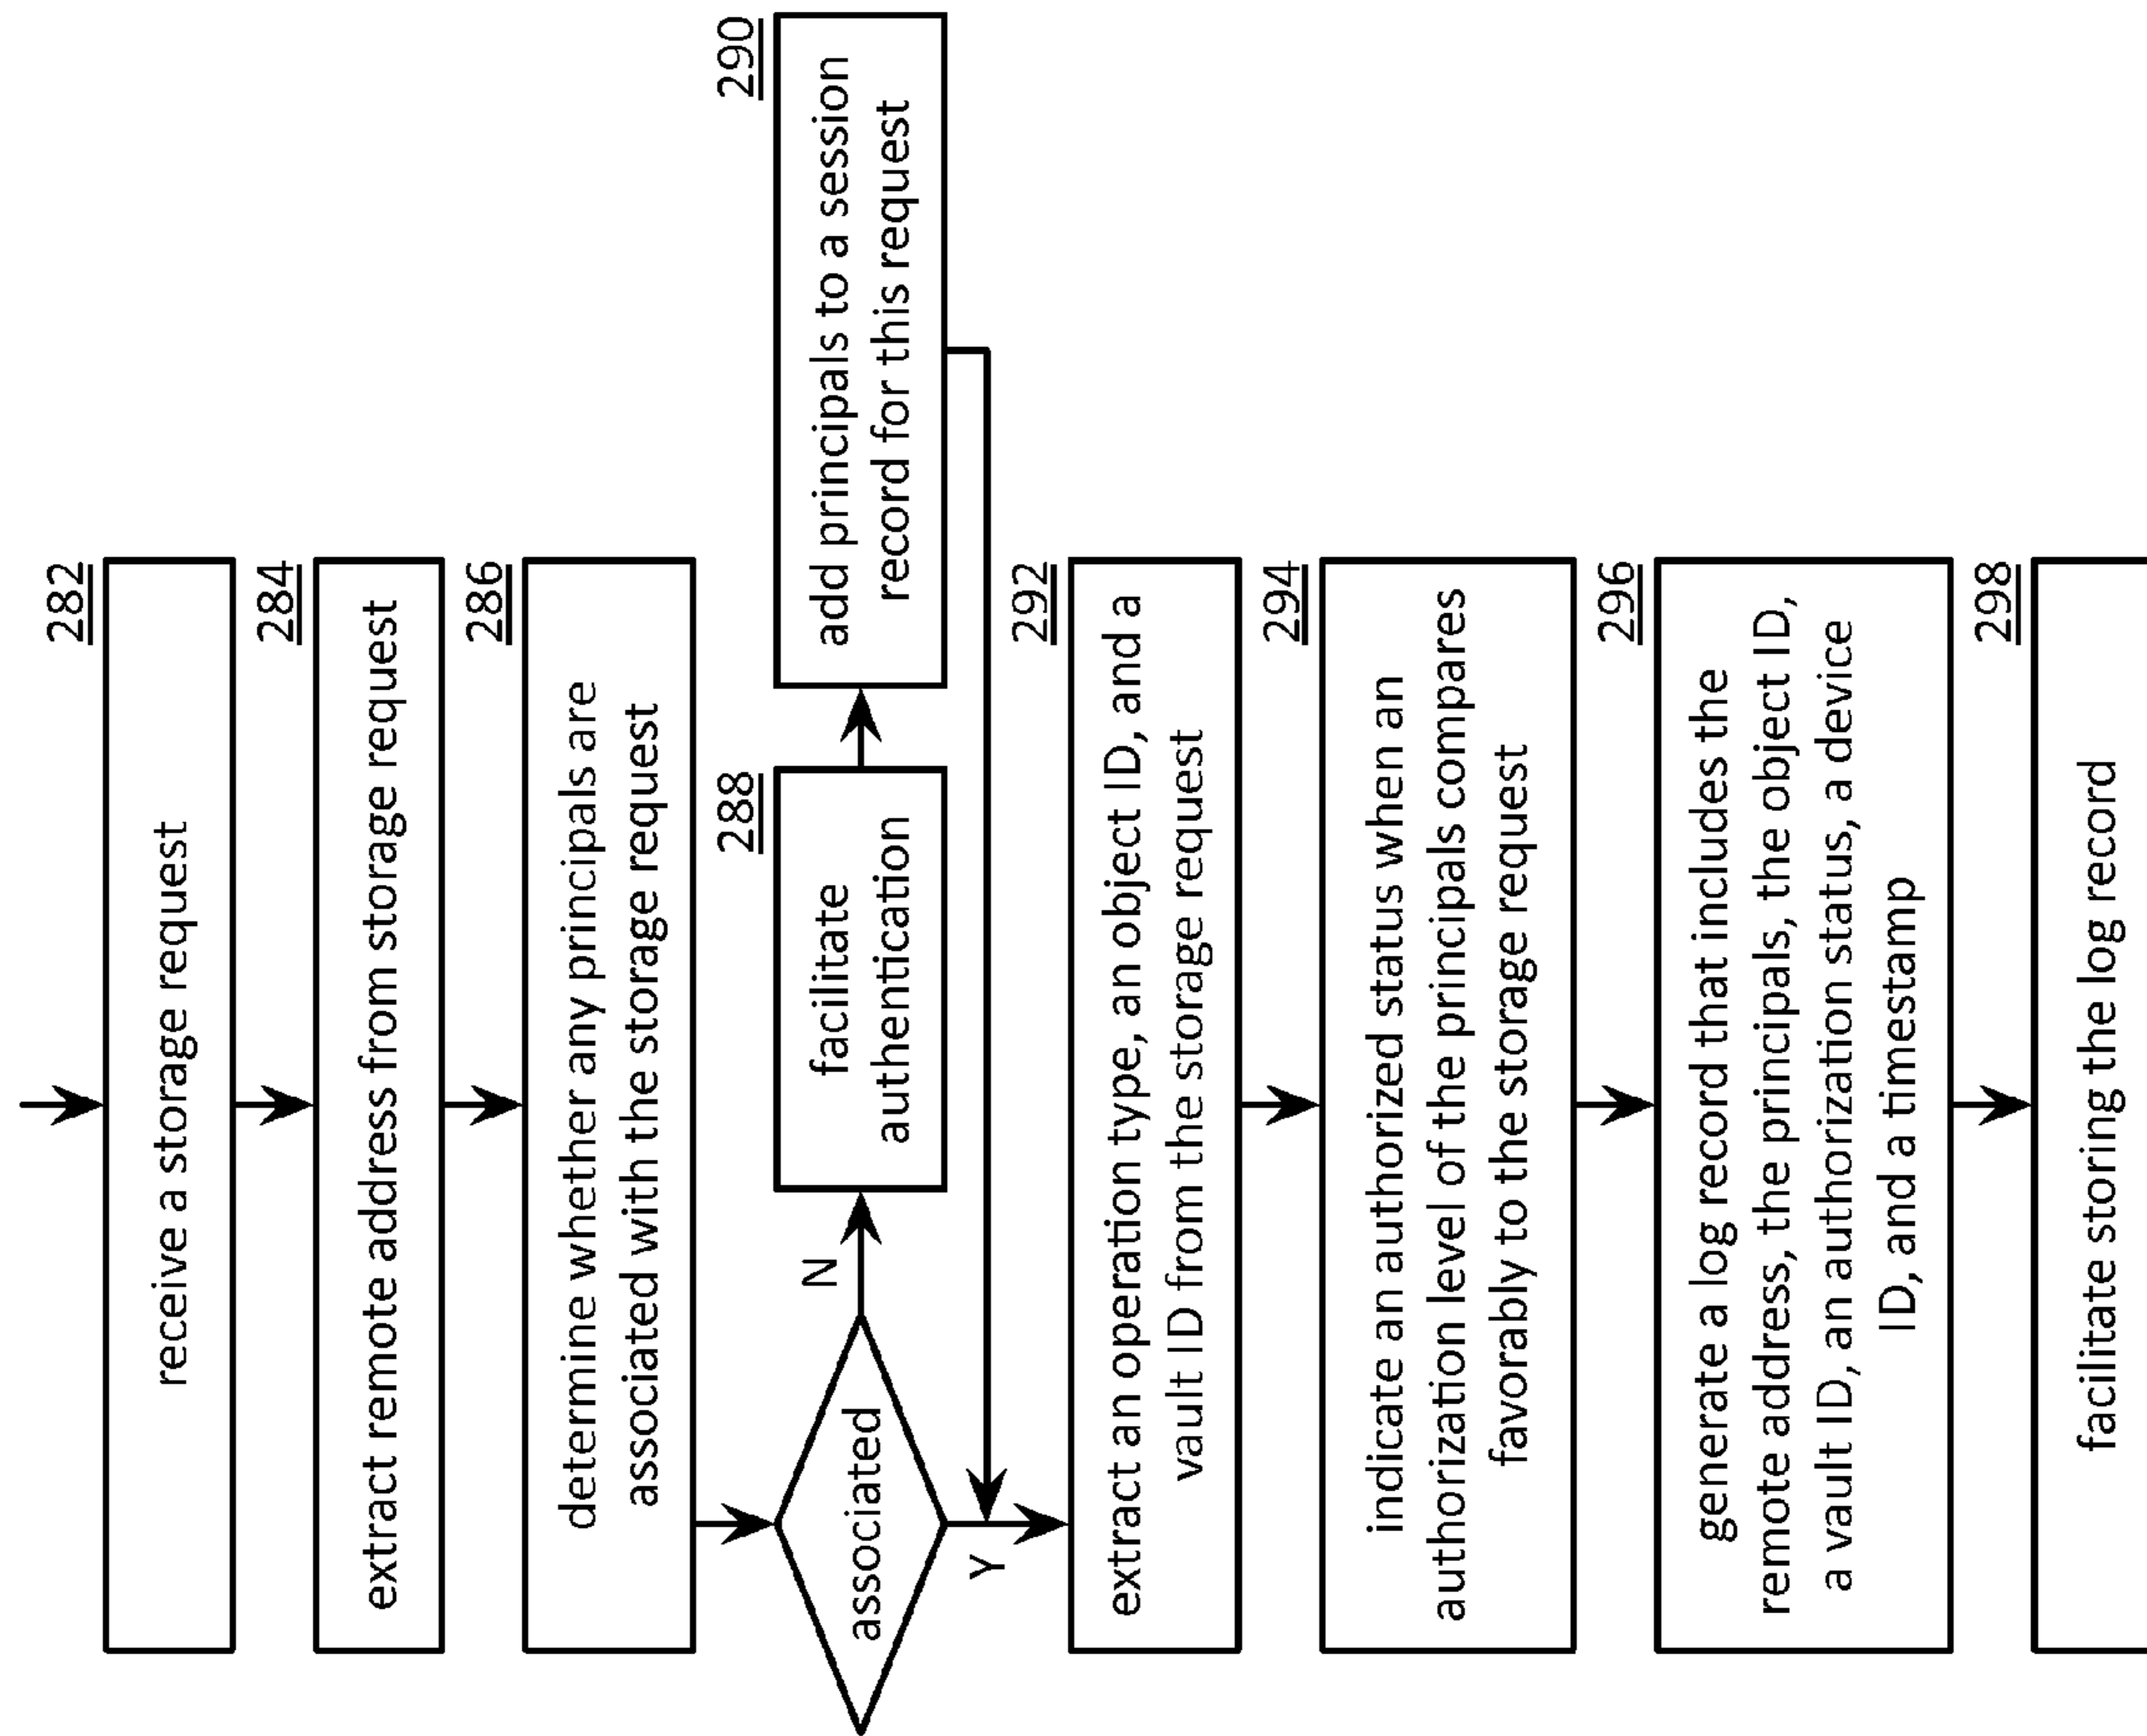 282
receive a storage request
284
extract remote address from storage request
286
determine whether any principals are
associated with the storage request
associated
N
Y
288
facilitate
authentication
290
add principals to a session
record for this request
292
extract an operation type, an object ID, and a
vault ID from the storage request
294
indicate an authorized status when an
authorization level of the principals compares
favorably to the storage request
296
generate a log record that includes the
remote address, the principals, the object ID,
a vault ID, an authorization status, a device
ID, and a timestamp
298
facilitate storing the log record